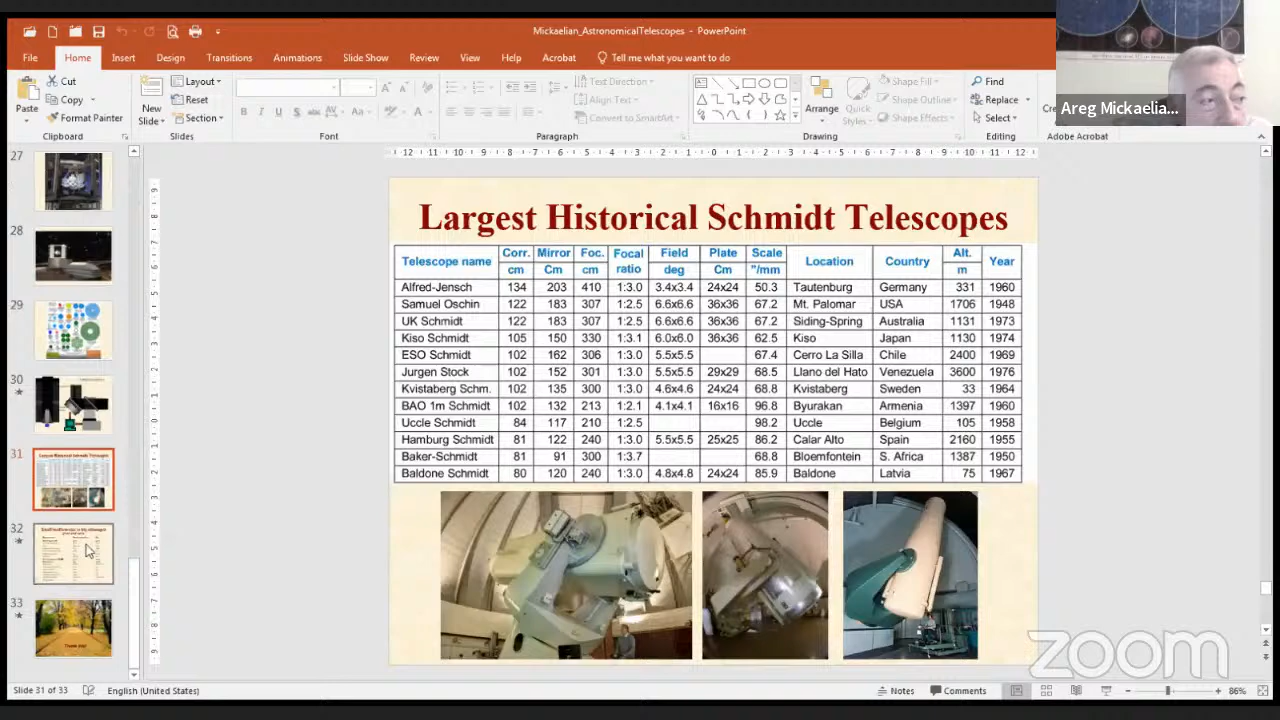 Mickaelian_AstronomicalTelescopes - PowerPoint
File Home Insert Design Transitions Animations Slide Show Review View Help Acrobat Tell me what you want to do
Areg Mickaelia...
Paste Cut Copy Format Painter
Clipboard
New Slide Layout Reset Section
Slides
Font
Text Direction Align Text Convert to SmartArt
Paragraph
Arrange Quick Styles Shape Fill Shape Outline Shape Effects
Drawing
Find Replace Select
Editing
Adobe Acrobat
27
28
29
30
31
32
33
Largest Historical Schmidt Telescopes
Telescope name Corr. cm Mirror Cm Foc. cm Focal ratio Field deg Plate Cm Scale "/mm Location Country Alt. m Year
Alfred-Jensch 134 203 410 1:3.0 3.4x3.4 24x24 50.3 Tautenburg Germany 331 1960
Samuel Oschin 122 183 307 1:2.5 6.6x6.6 36x36 67.2 Mt. Palomar USA 1706 1948
UK Schmidt 122 183 307 1:2.5 6.6x6.6 36x36 67.2 Siding-Spring Australia 1131 1973
Kiso Schmidt 105 150 330 1:3.1 6.0x6.0 36x36 62.5 Kiso Japan 1130 1974
ESO Schmidt 102 162 306 1:3.0 5.5x5.5 67.4 Cerro La Silla Chile 2400 1969
Jurgen Stock 102 152 301 1:3.0 5.5x5.5 29x29 68.5 Llano del Hato Venezuela 3600 1976
Kvistaberg Schm. 102 135 300 1:3.0 4.6x4.6 24x24 68.8 Kvistaberg Sweden 33 1964
BAO 1m Schmidt 102 132 213 1:2.1 4.1x4.1 16x16 96.8 Byurakan Armenia 1397 1960
Uccle Schmidt 84 117 210 1:2.5 98.2 Uccle Belgium 105 1958
Hamburg Schmidt 81 122 240 1:3.0 5.5x5.5 25x25 86.2 Calar Alto Spain 2160 1955
Baker-Schmidt 81 91 300 1:3.7 68.8 Bloemfontein S. Africa 1387 1950
Baldone Schmidt 80 120 240 1:3.0 4.8x4.8 24x24 85.9 Baldone Latvia 75 1967
zoom
Slide 31 of 33 English (United States) Notes Comments 86%